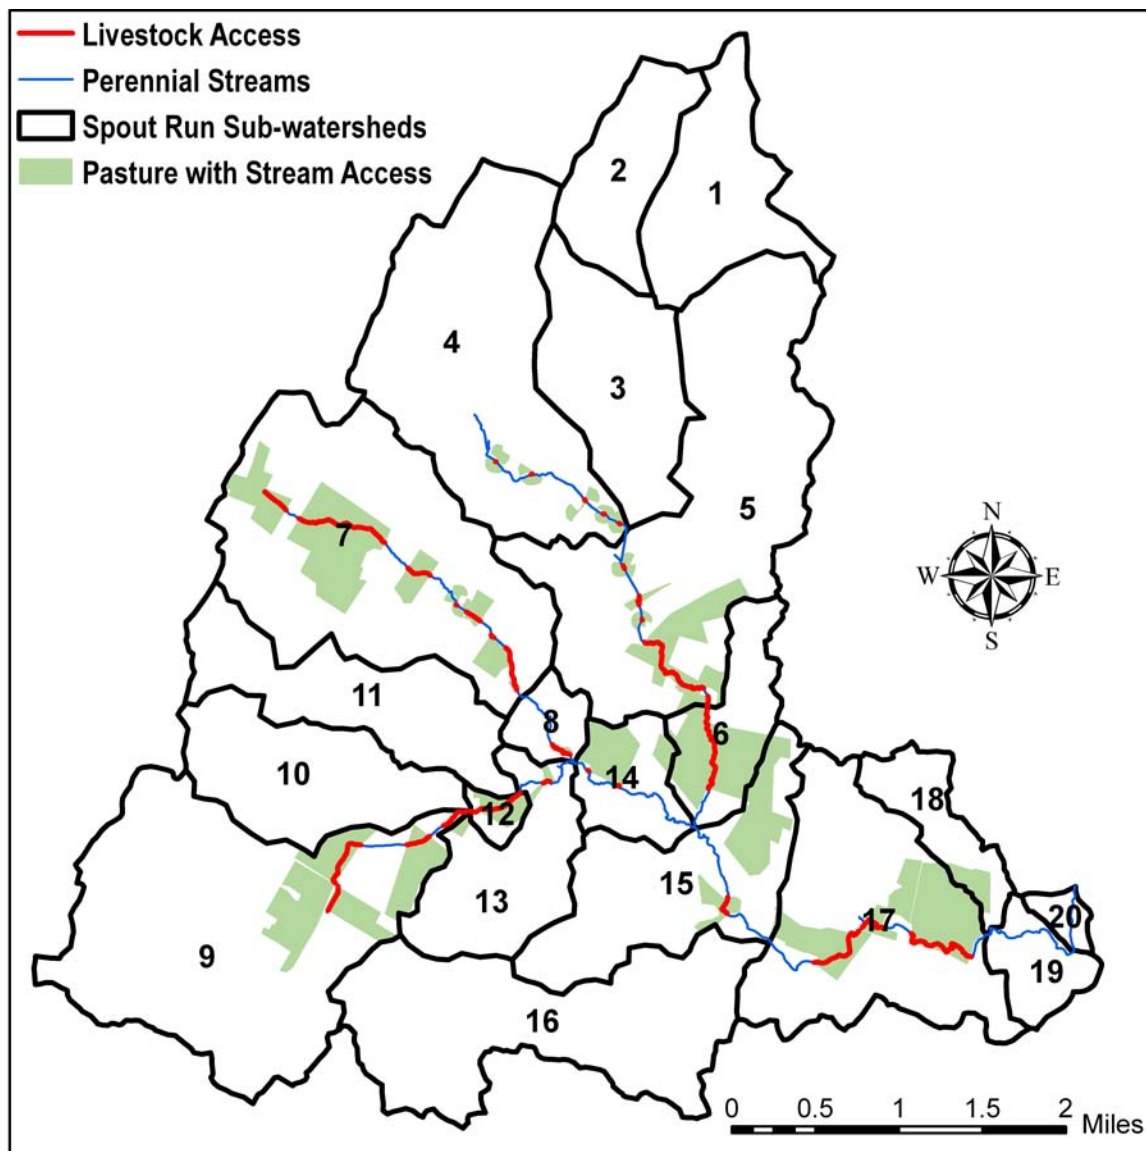 Livestock Access
Perennial Streams
Spout Run Sub-watersheds
Pasture with Stream Access
2
1
4
3
5
7
N
W E
S
11
8
6
10
14
12
18
15
13
17
20
9
19
16
0 0.5 1 1.5 2
Miles